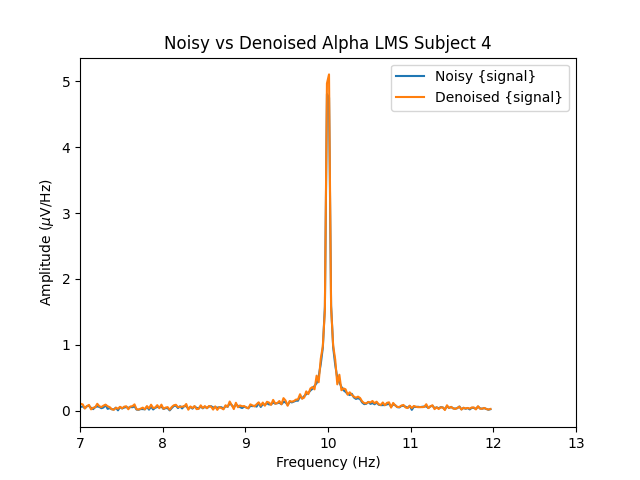 Noisy vs Denoised Alpha LMS Subject 4
Noisy {signal}
Denoised {signal}
Amplitude (μV/Hz)
5
4
3
2
1
0
7 8 9 10 11 12 13
Frequency (Hz)